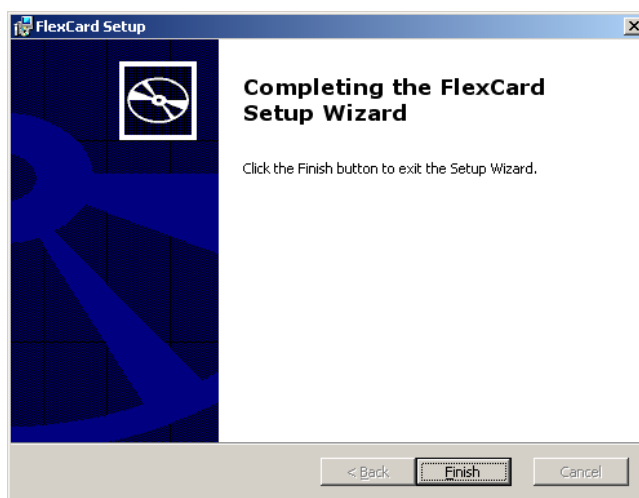 FlexCard Setup
Completing the FlexCard
Setup Wizard
Click the Finish button to exit the Setup Wizard.
< Back
Finish
Cancel